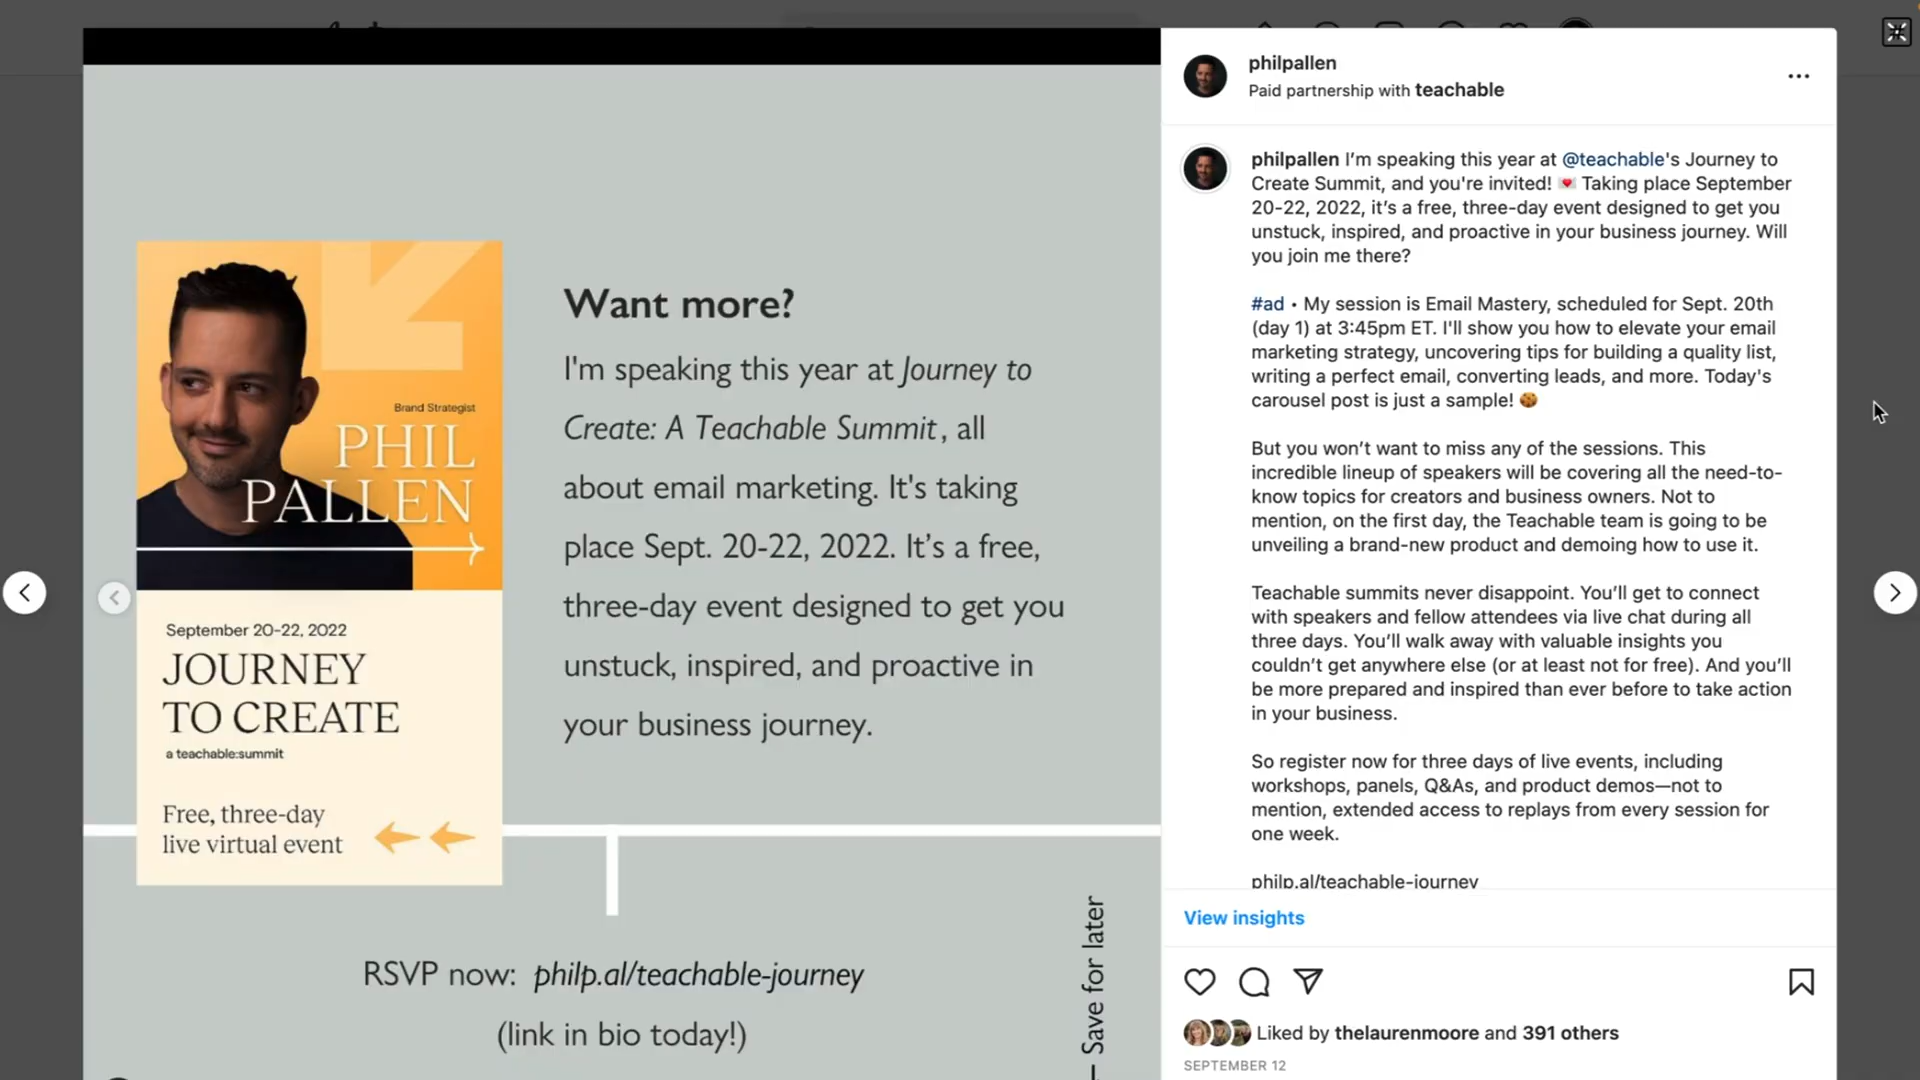 Brand Strategist
PHIL
PALLEN
September 20-22, 2022
JOURNEY
TO CREATE
a teachable:summit
Free, three-day
live virtual event
Want more?
I'm speaking this year at Journey to
Create: A Teachable Summit, all
about email marketing. It's taking
place Sept. 20-22, 2022. It’s a free,
three-day event designed to get you
unstuck, inspired, and proactive in
your business journey.
RSVP now: philp.al/teachable-journey
(link in bio today!)
Save for later
philpallen
Paid partnership with teachable
philpallen I’m speaking this year at @teachable's Journey to
Create Summit, and you're invited! 💌 Taking place September
20-22, 2022, it’s a free, three-day event designed to get you
unstuck, inspired, and proactive in your business journey. Will
you join me there?
#ad • My session is Email Mastery, scheduled for Sept. 20th
(day 1) at 3:45pm ET. I'll show you how to elevate your email
marketing strategy, uncovering tips for building a quality list,
writing a perfect email, converting leads, and more. Today's
carousel post is just a sample! 🍪
But you won’t want to miss any of the sessions. This
incredible lineup of speakers will be covering all the need-to-
know topics for creators and business owners. Not to
mention, on the first day, the Teachable team is going to be
unveiling a brand-new product and demoing how to use it.
Teachable summits never disappoint. You’ll get to connect
with speakers and fellow attendees via live chat during all
three days. You’ll walk away with valuable insights you
couldn’t get anywhere else (or at least not for free). And you’ll
be more prepared and inspired than ever before to take action
in your business.
So register now for three days of live events, including
workshops, panels, Q&As, and product demos—not to
mention, extended access to replays from every session for
one week.
philp.al/teachable-journey
View insights
Liked by thelaurenmoore and 391 others
SEPTEMBER 12